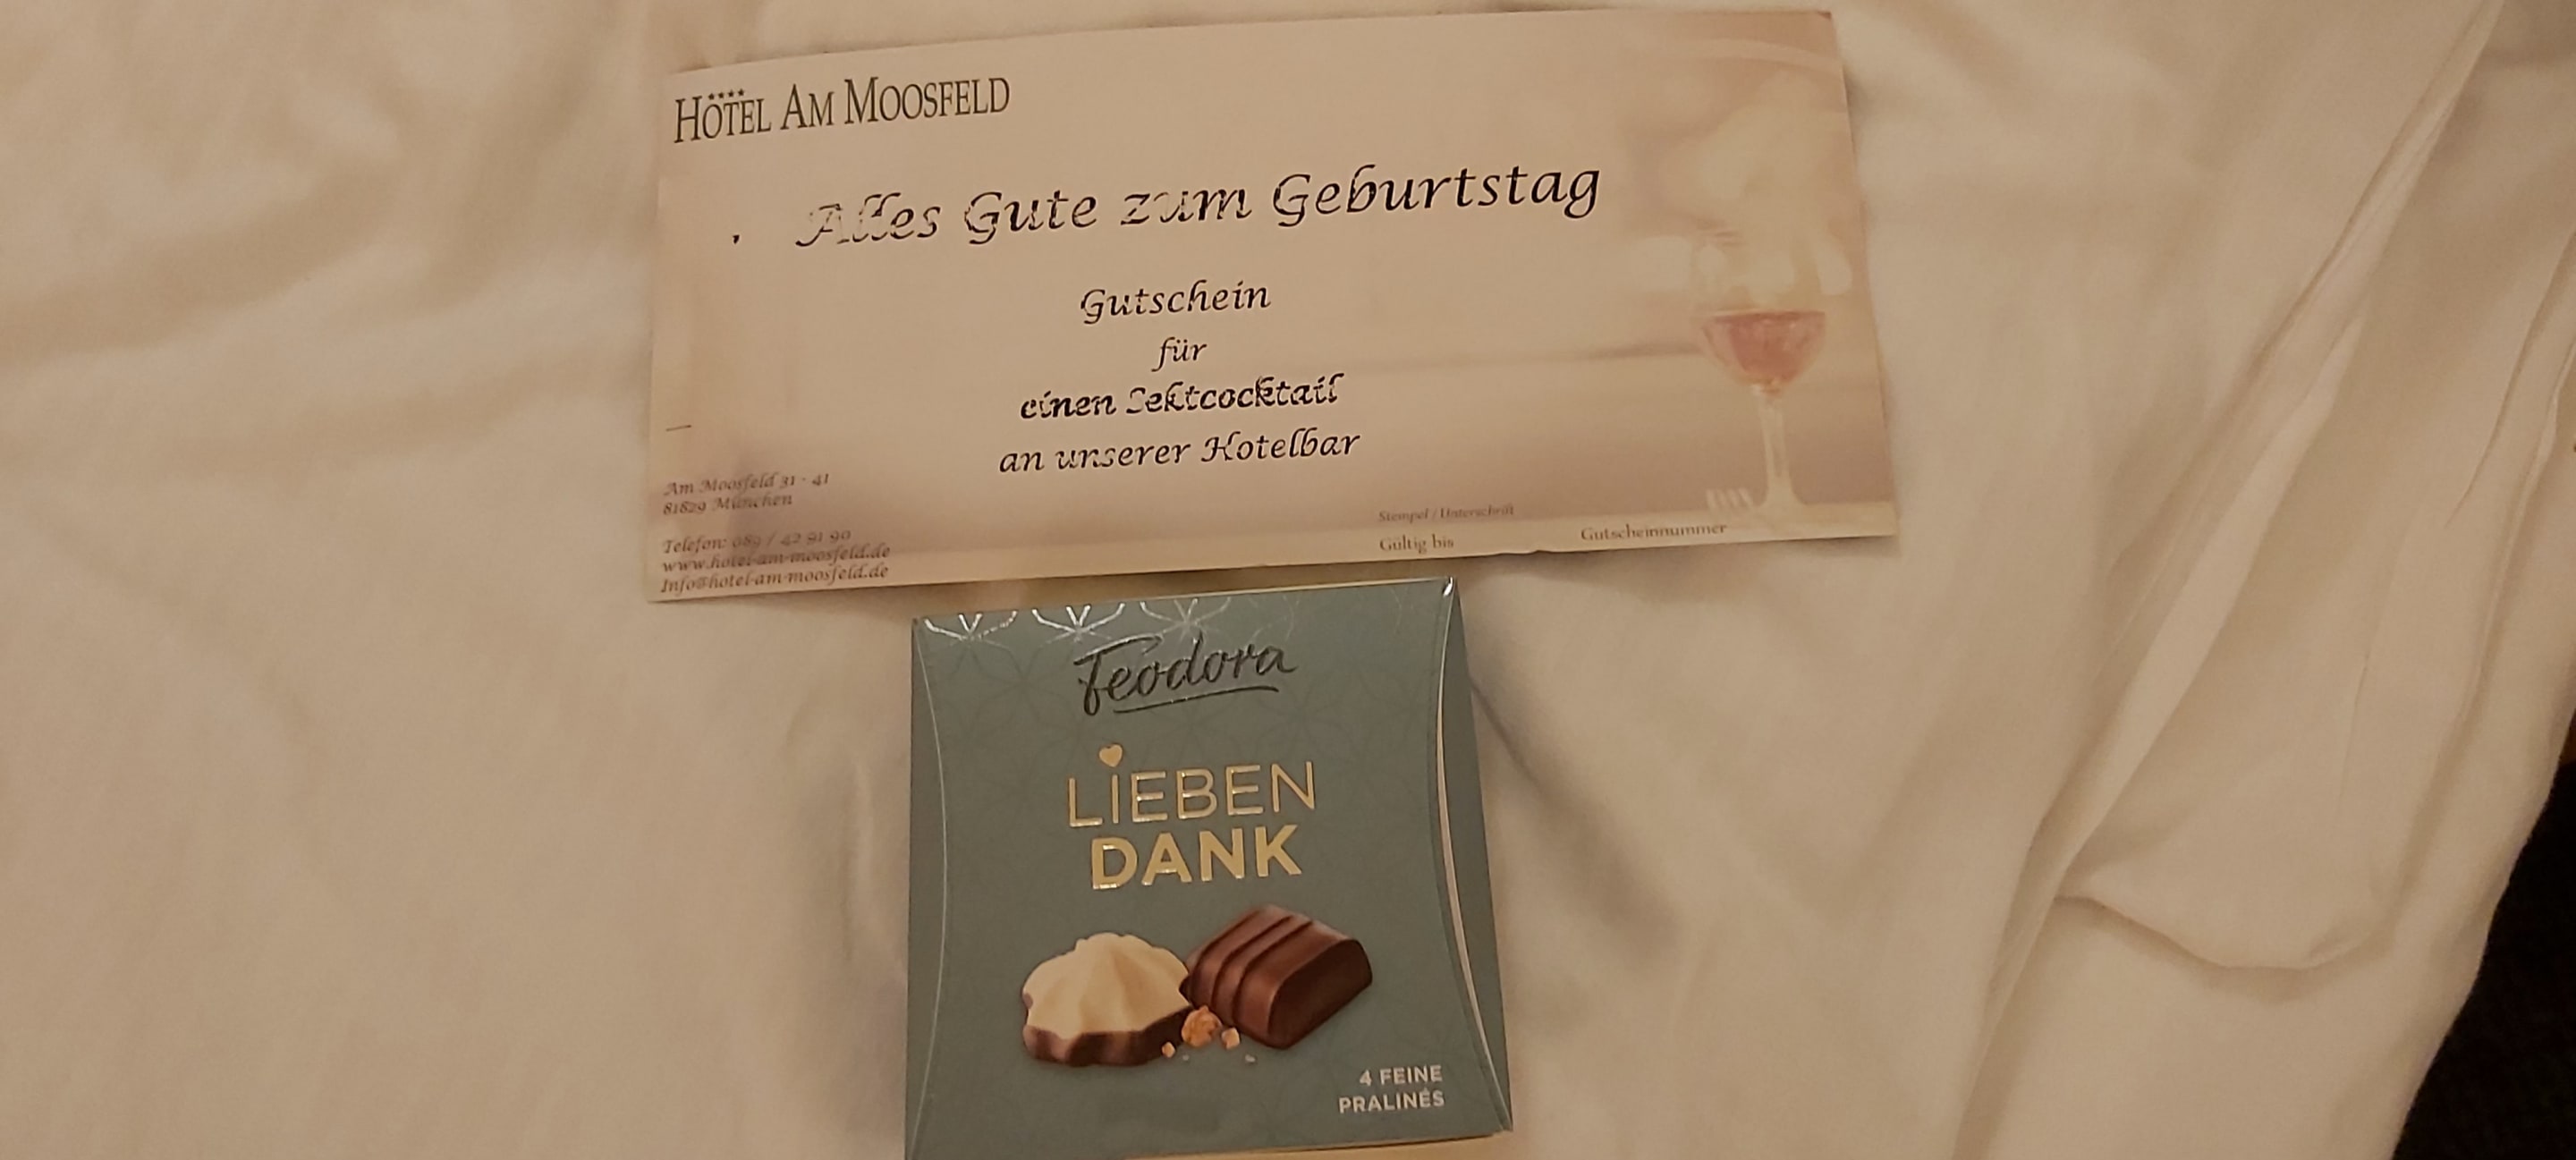 HOTEL AM MOOSFELD
Alles Gute zum Geburtstag
Gutschein
für
einen Sektcocktail
an unserer Hotelbar
Am Moosfeld 31 - 41
81829 München
Telefon: 089 / 42 91 90
www.hotel-am-moosfeld.de
Info@hotel-am-moosfeld.de
Stempel / Unterschrift
Gültig bis
Gutscheinnummer
Feodora
LIEBEN
DANK
4 FEINE
PRALINÉS